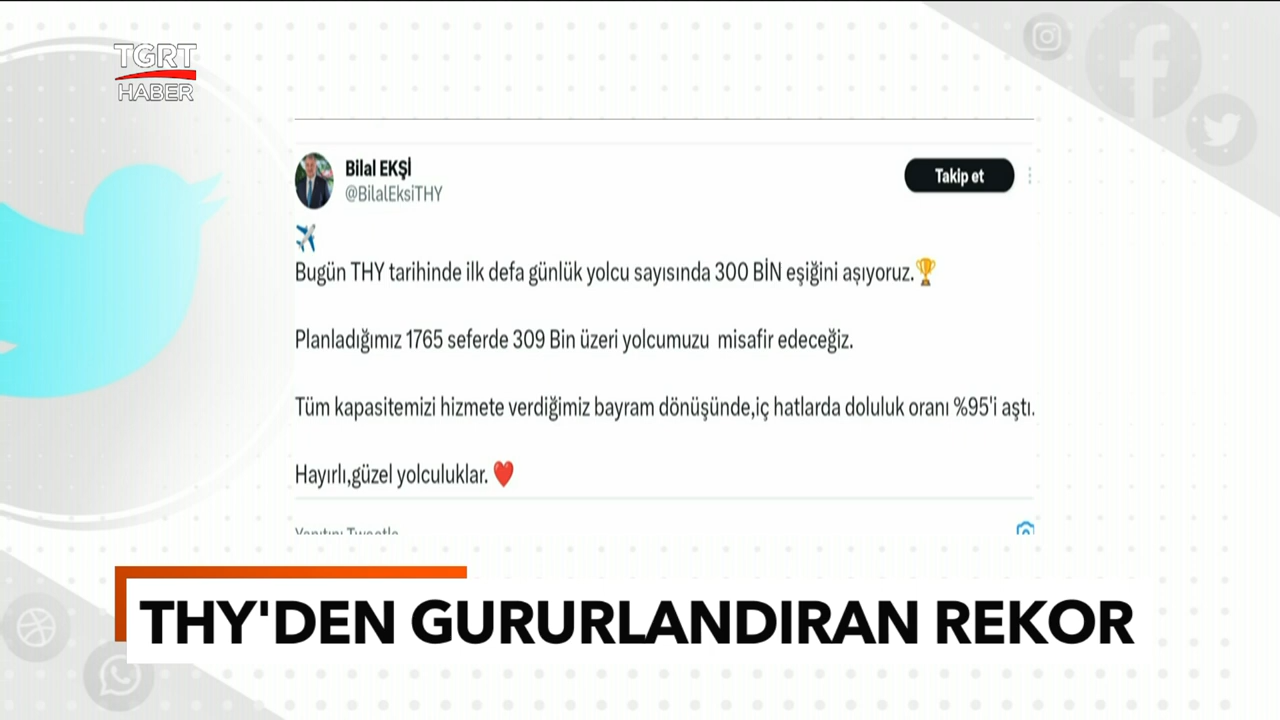 TGRT
HABER
Bilal EKŞİ
@BilalEksiTHY
Takip et
Bugün THY tarihinde ilk defa günlük yolcu sayısında 300 BİN eşiğini aşıyoruz.🏆
Planladığımız 1765 seferde 309 Bin üzeri yolcumuzu  misafir edeceğiz.
Tüm kapasitemizi hizmete verdiğimiz bayram dönüşünde,iç hatlarda doluluk oranı %95'i aştı.
Hayırlı,güzel yolculuklar. ❤️
Yanıtını Tweetle
THY'DEN GURURLANDIRAN REKOR